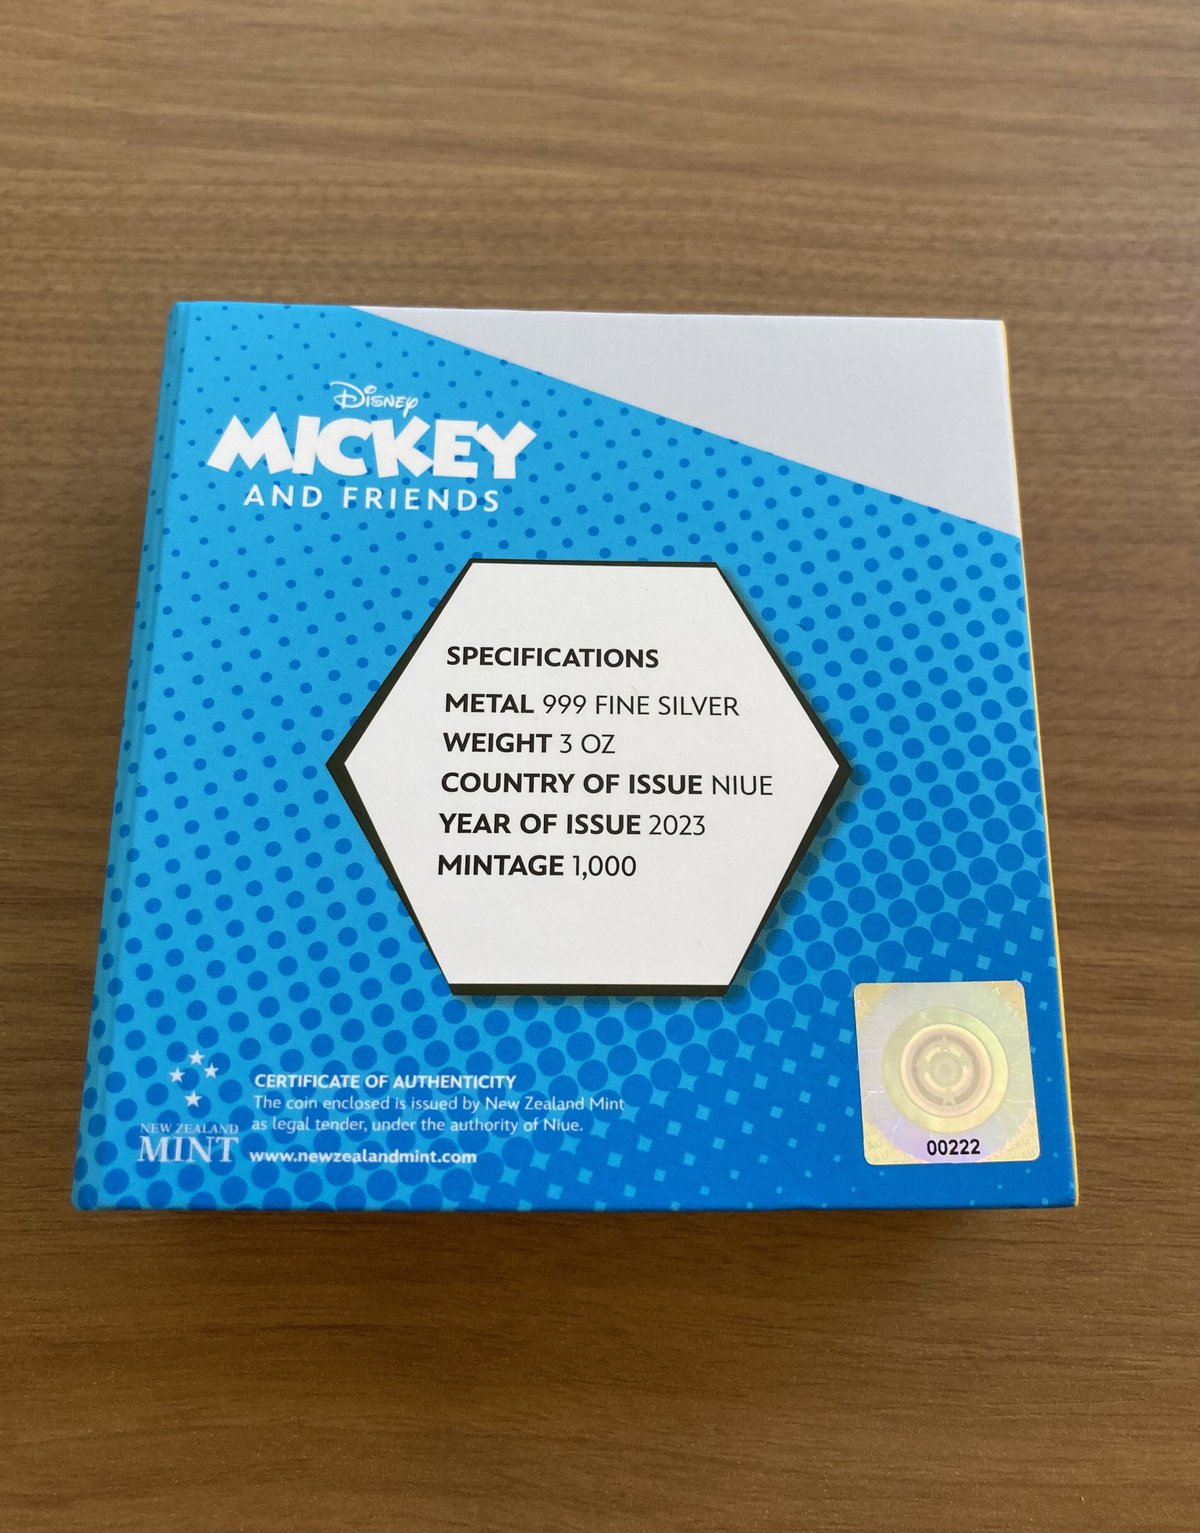 Disney
MICKEY
AND FRIENDS
SPECIFICATIONS
METAL 999 FINE SILVER
WEIGHT 3 OZ
COUNTRY OF ISSUE NIUE
YEAR OF ISSUE 2023
MINTAGE 1,000
NEW ZEALAND
MINT
CERTIFICATE OF AUTHENTICITY
The coin enclosed is issued by New Zealand Mint
as legal tender, under the authority of Niue.
www.newzealandmint.com
00222